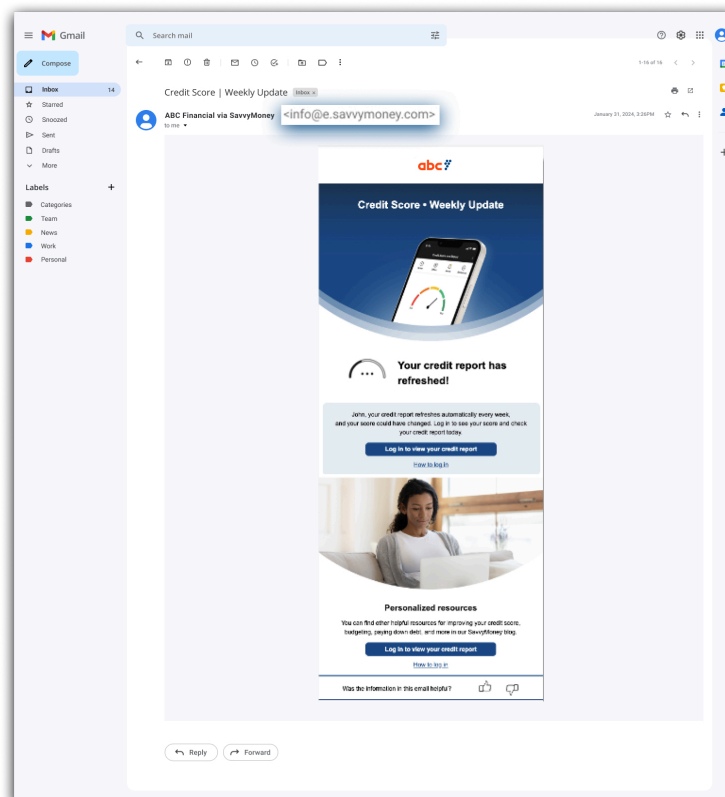 Gmail
Search mail
Compose
1-16 of 16
Inbox 14
Starred
Snoozed
Sent
Drafts
More
Labels +
Categories
Team
News
Work
Personal
Credit Score | Weekly Update Inbox ×
ABC Financial via SavvyMoney <info@e.savvymoney.com> January 31, 2024, 3:26PM
to me
abc
Credit Score • Weekly Update
Your credit report has
refreshed!
John, your credit report refreshes automatically every week,
and your score could have changed. Log in to see your score and check
your credit report today.
Log in to view your credit report
How to log in
Personalized resources
You can find other helpful resources for improving your credit score,
budgeting, paying down debt, and more in our SavvyMoney blog.
Log in to view your credit report
How to log in
Was the information in this email helpful?
Reply
Forward